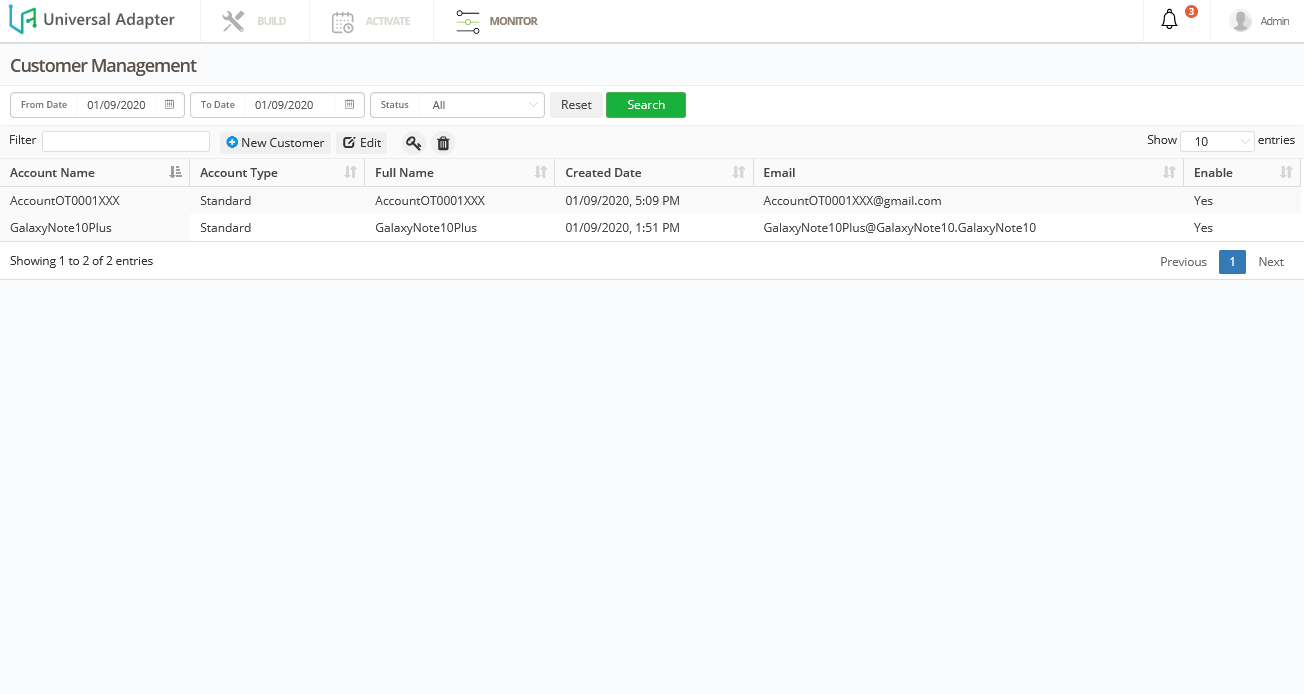 Universal Adapter BUILD ACTIVATE MONITOR 3 Admin
Customer Management
From Date 01/09/2020 To Date 01/09/2020 Status All Reset Search
Filter New Customer Edit Show 10 entries
Account Name Account Type Full Name Created Date Email Enable
AccountOT0001XXX Standard AccountOT0001XXX 01/09/2020, 5:09 PM AccountOT0001XXX@gmail.com Yes
GalaxyNote10Plus Standard GalaxyNote10Plus 01/09/2020, 1:51 PM GalaxyNote10Plus@GalaxyNote10.GalaxyNote10 Yes
Showing 1 to 2 of 2 entries Previous 1 Next